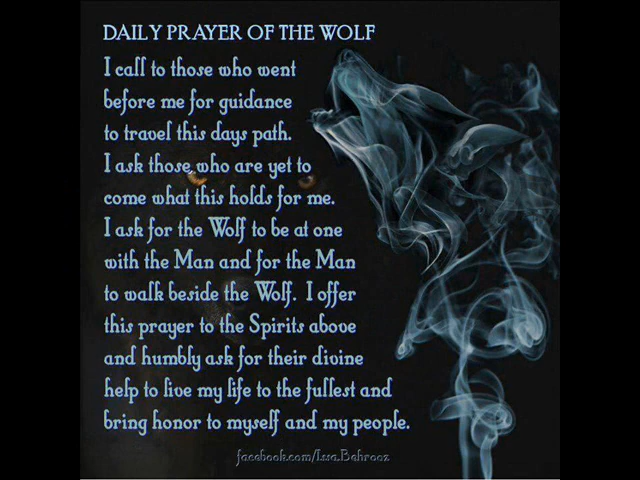 DAILY PRAYER OF THE WOLF
I call to those who went
before me for guidance
to travel this days path.
I ask those who are yet to
come what this holds for me.
I ask for the Wolf to be at one
with the Man and for the Man
to walk beside the Wolf. I offer
this prayer to the Spirits above
and humbly ask for their divine
help to live my life to the fullest and
bring honor to myself and my people.
facebook.com/Issa.Behrooz